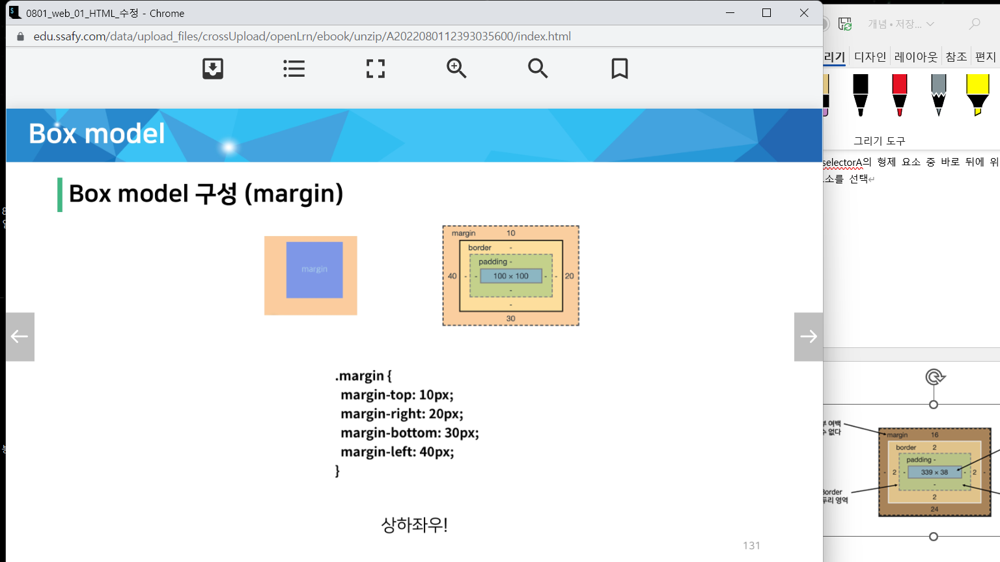 0801_web_01_HTML_수정 - Chrome
edu.ssafy.com/data/upload_files/crossUpload/openLrn/ebook/unzip/A2022080112393035600/index.html
Box model
Box model 구성 (margin)
margin
margin 10
border -
padding -
40 - - 100 × 100 - - 20
-
-
30
.margin {
margin-top: 10px;
margin-right: 20px;
margin-bottom: 30px;
margin-left: 40px;
}
상하좌우!
131
개념 • 저장...
리기 디자인 레이아웃 참조 편지
그리기 도구
selectorA의 형제 요소 중 바로 뒤에 위
소를 선택
여백
없다
margin 16
border 2
padding -
- 2 - 339 × 38 - 2 -
-
2
24
Border
두리 영역